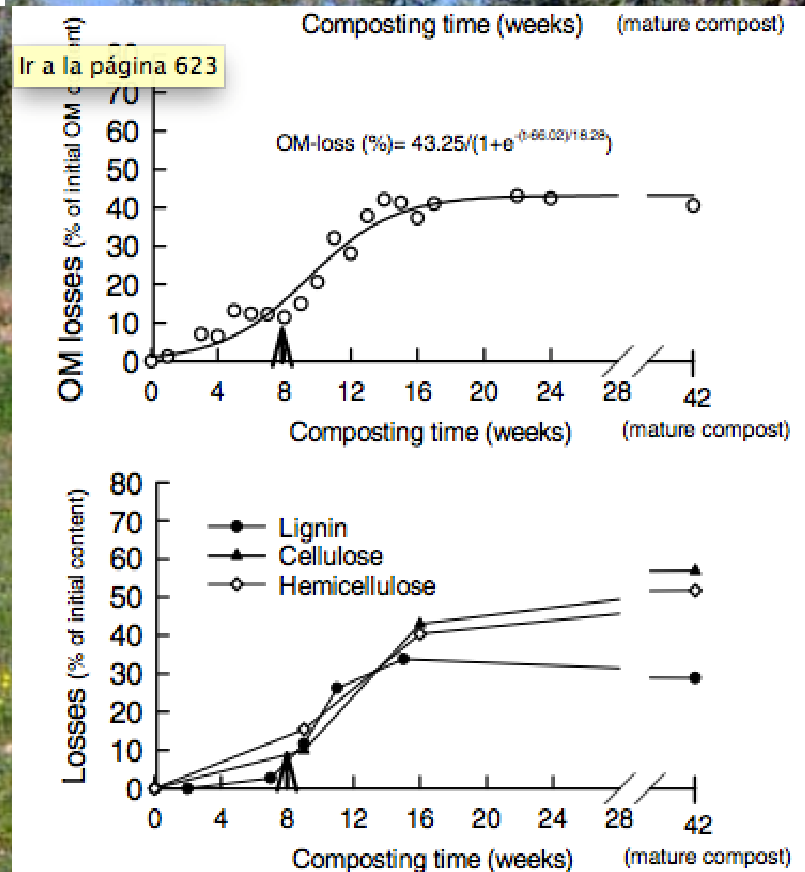 Composting time (weeks) (mature compost)
Ir a la página 623
OM losses (% of initial OM
80
70
60
50
40
30
20
10
0
OM-loss (%)= 43.25/(1+e^-(t-66.02)/18.28)
0 4 8 12 16 20 24 28 42
Composting time (weeks) (mature compost)
Losses (% of initial content)
80
70
60
50
40
30
20
10
0
Lignin
Cellulose
Hemicellulose
0 4 8 12 16 20 24 28 42
Composting time (weeks) (mature compost)